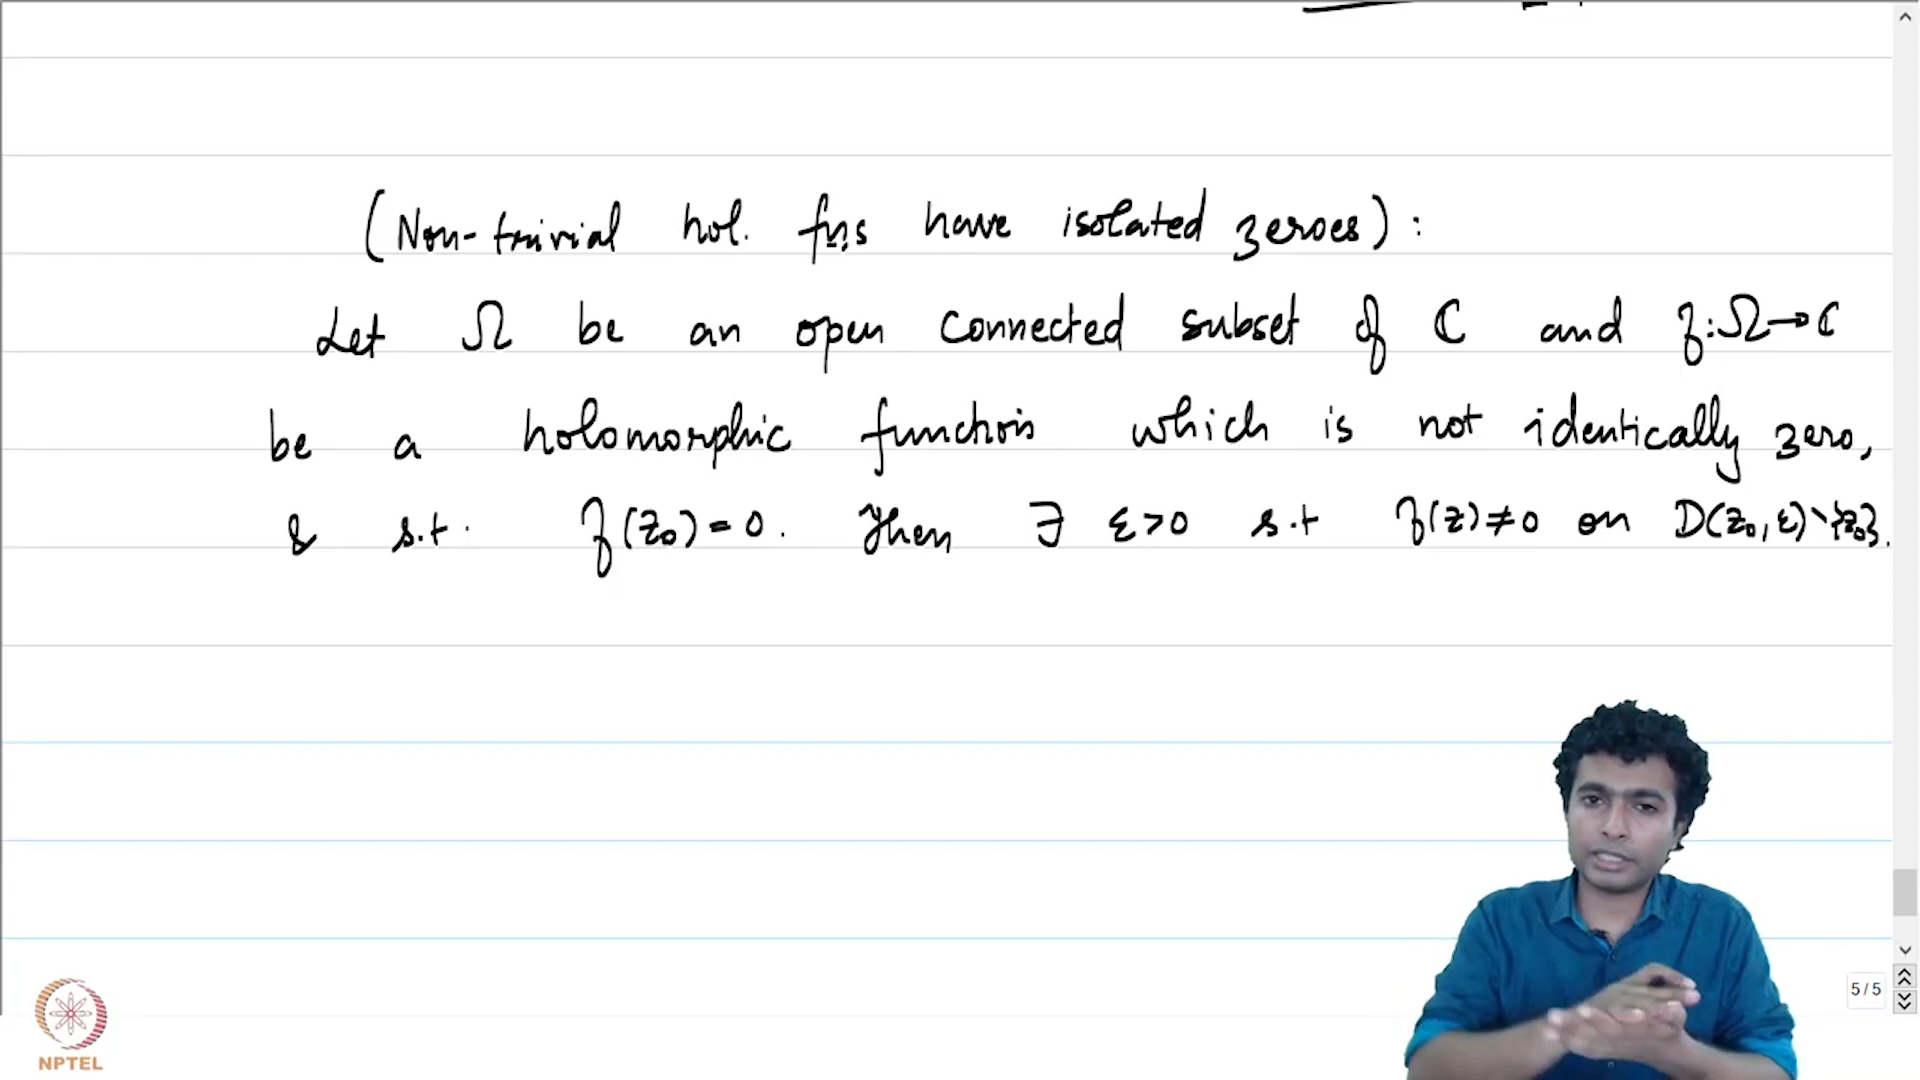 (Non-trivial hol. fns have isolated zeroes) :
Let Ω be an open connected subset of ℂ and f:Ω→ℂ
be a holomorphic function which is not identically zero,
& s.t. f(z₀) = 0. Then ∃ ε>0 s.t f(z)≠0 on D(z₀,ε)\{z₀}.
5/5
NPTEL